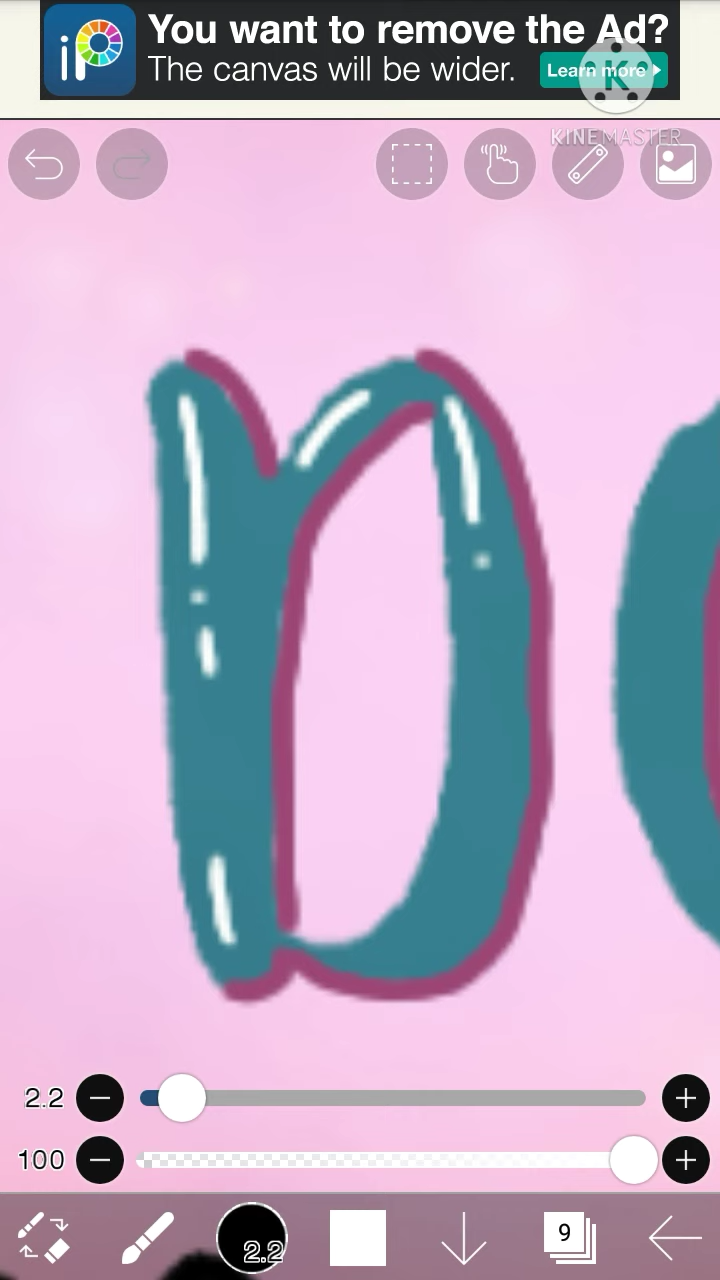 iP
You want to remove the Ad?
The canvas will be wider.
Learn more
K
KINEMASTER
D
2.2
100
2.2
9